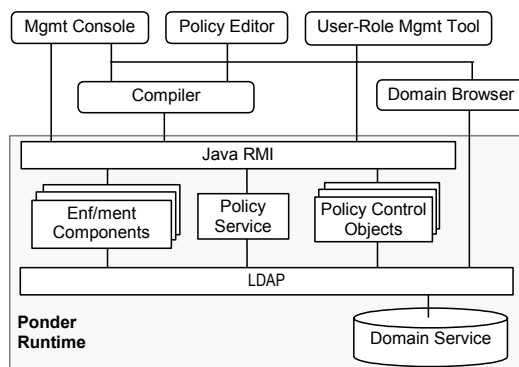 Mgmt Console
Policy Editor
User-Role Mgmt Tool
Compiler
Domain Browser
Java RMI
Enf/ment
Components
Policy
Service
Policy Control
Objects
LDAP
Ponder
Runtime
Domain Service